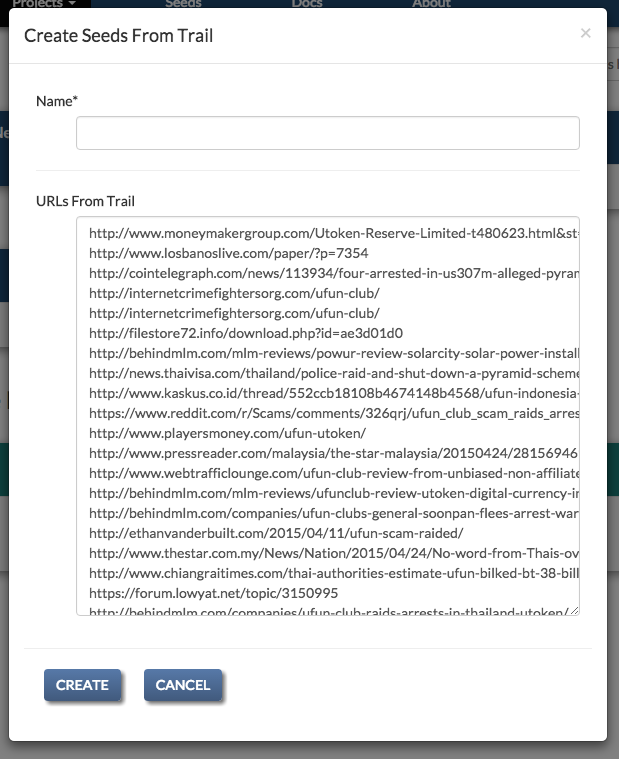 Projects
Seeds
Docs
About
Create Seeds From Trail
×
Name*
URLs From Trail
http://www.moneymakergroup.com/Utoken-Reserve-Limited-t480623.html&st=
http://www.losbanoslive.com/paper/?p=7354
http://cointelegraph.com/news/113934/four-arrested-in-us307m-alleged-pyram
http://internetcrimefightersorg.com/ufun-club/
http://internetcrimefightersorg.com/ufun-club/
http://filestore72.info/download.php?id=ae3d01d0
http://behindmlm.com/mlm-reviews/powur-review-solarcity-solar-power-install
http://news.thaivisa.com/thailand/police-raid-and-shut-down-a-pyramid-scheme
http://www.kaskus.co.id/thread/552ccb18108b4674148b4568/ufun-indonesia-
https://www.reddit.com/r/Scams/comments/326qrj/ufun_club_scam_raids_arres
http://www.playersmoney.com/ufun-utoken/
http://www.pressreader.com/malaysia/the-star-malaysia/20150424/28156946
http://www.webtrafficlounge.com/ufun-club-review-from-unbiased-non-affiliate
http://behindmlm.com/mlm-reviews/ufunclub-review-utoken-digital-currency-in
http://behindmlm.com/companies/ufun-clubs-general-soonpan-flees-arrest-war
http://ethanvanderbuilt.com/2015/04/11/ufun-scam-raided/
http://www.thestar.com.my/News/Nation/2015/04/24/No-word-from-Thais-ov
http://www.chiangraitimes.com/thai-authorities-estimate-ufun-bilked-bt-38-bill
https://forum.lowyat.net/topic/3150995
http://behindmlm.com/companies/ufun-club-raids-arrests-in-thailand-utoken/
CREATE
CANCEL